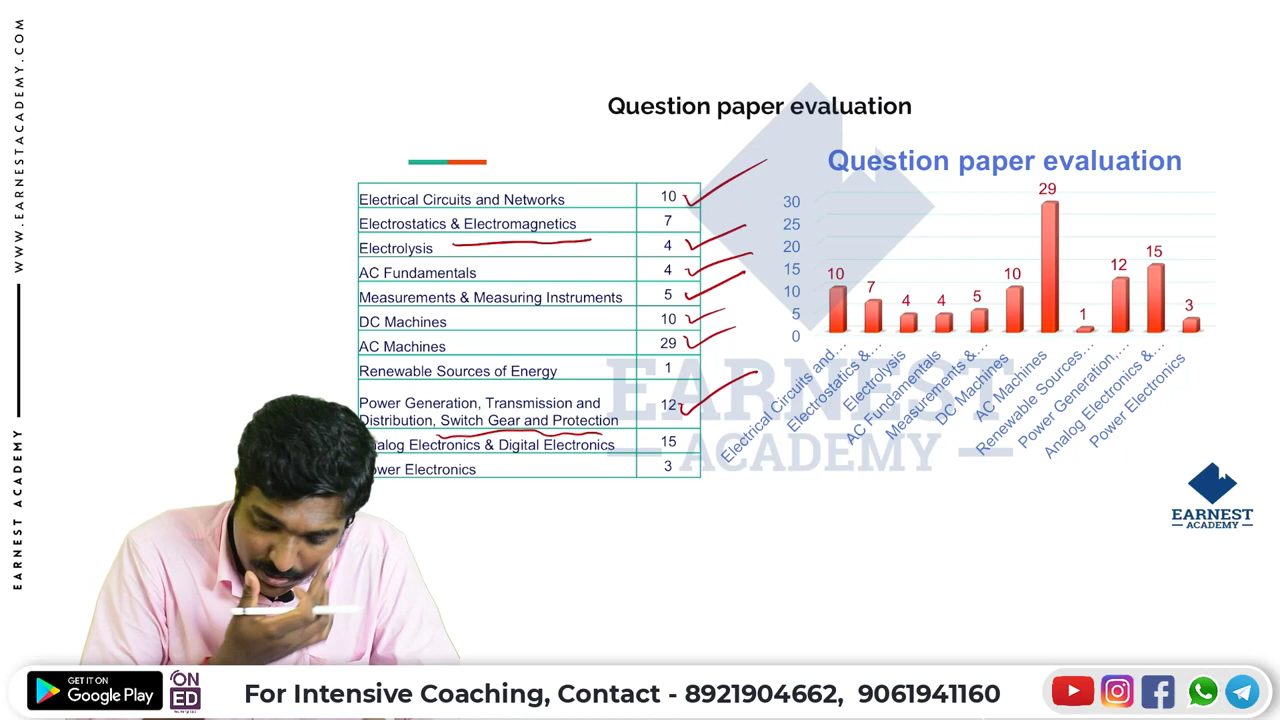 WWW.EARNESTACADEMY.COM
EARNEST ACADEMY
Question paper evaluation
Electrical Circuits and Networks 10
Electrostatics & Electromagnetics 7
Electrolysis 4
AC Fundamentals 4
Measurements & Measuring Instruments 5
DC Machines 10
AC Machines 29
Renewable Sources of Energy 1
Power Generation, Transmission and
Distribution, Switch Gear and Protection 12
Analog Electronics & Digital Electronics 15
Power Electronics 3
Question paper evaluation
30
25
20
15
10
5
0
10
7
4
4
5
10
29
1
12
15
3
Electrical Circuits and…
Electrostatics &…
Electrolysis
AC Fundamentals
Measurements &…
DC Machines
AC Machines
Renewable Sources…
Power Generation,…
Analog Electronics &…
Power Electronics
EARNEST
ACADEMY
EARNEST
ACADEMY
GET IT ON
Google Play
ON
ED
For Intensive Coaching, Contact - 8921904662, 9061941160